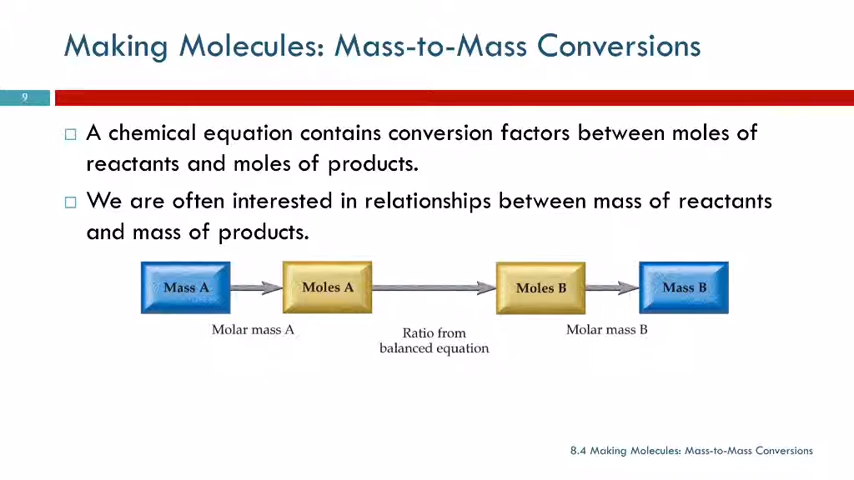 Making Molecules: Mass-to-Mass Conversions
9
A chemical equation contains conversion factors between moles of
reactants and moles of products.
We are often interested in relationships between mass of reactants
and mass of products.
Mass A
Moles A
Moles B
Mass B
Molar mass A
Ratio from
balanced equation
Molar mass B
8.4 Making Molecules: Mass-to-Mass Conversions